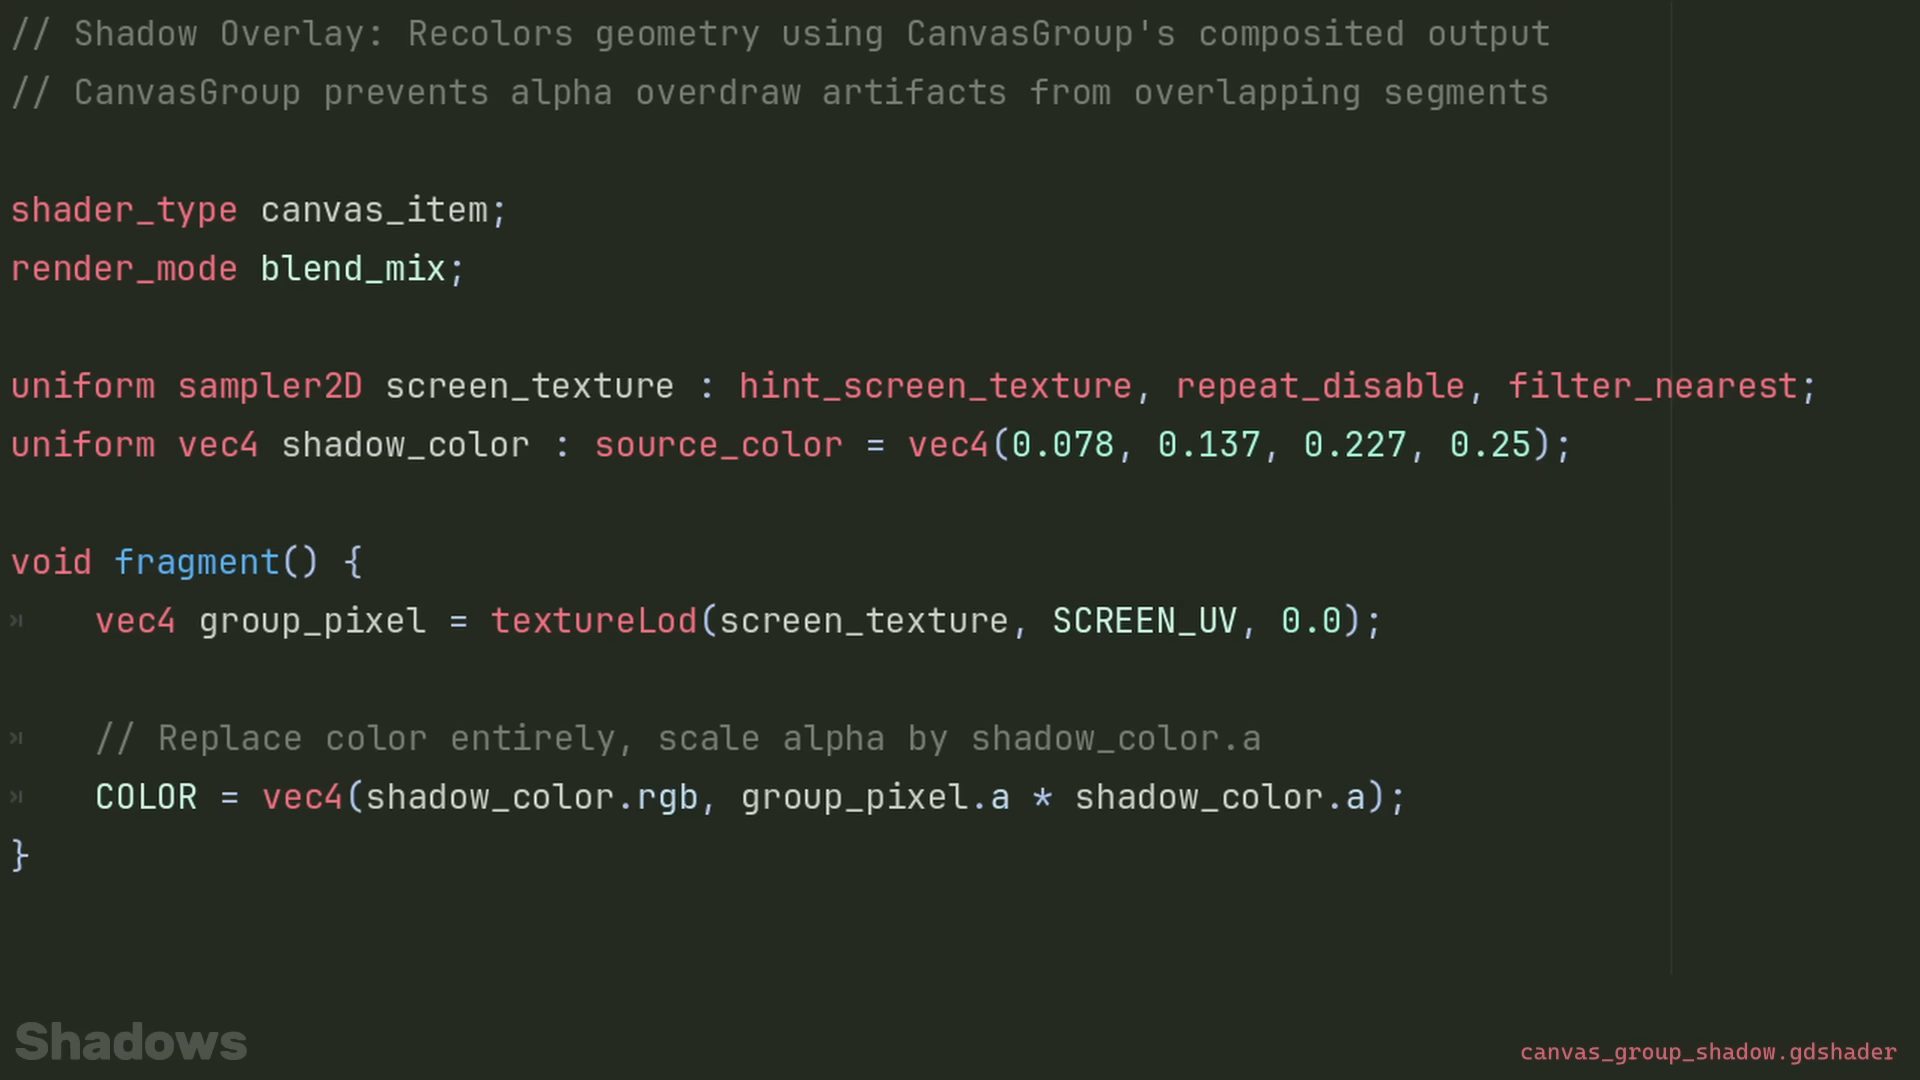 // Shadow Overlay: Recolors geometry using CanvasGroup's composited output
// CanvasGroup prevents alpha overdraw artifacts from overlapping segments
shader_type canvas_item;
render_mode blend_mix;
uniform sampler2D screen_texture : hint_screen_texture, repeat_disable, filter_nearest;
uniform vec4 shadow_color : source_color = vec4(0.078, 0.137, 0.227, 0.25);
void fragment() {
vec4 group_pixel = textureLod(screen_texture, SCREEN_UV, 0.0);
// Replace color entirely, scale alpha by shadow_color.a
COLOR = vec4(shadow_color.rgb, group_pixel.a * shadow_color.a);
}
Shadows
canvas_group_shadow.gdshader